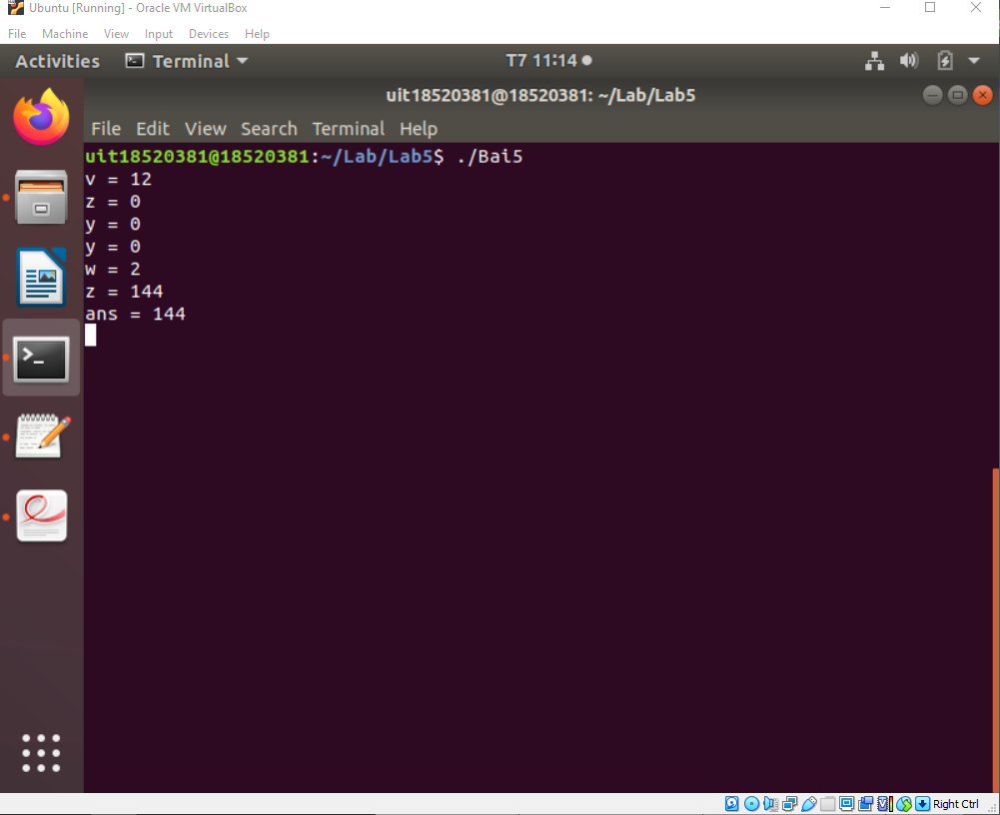 Ubuntu [Running] - Oracle VM VirtualBox
File Machine View Input Devices Help
Activities Terminal T7 11:14
uit18520381@18520381: ~/Lab/Lab5
File Edit View Search Terminal Help
uit18520381@18520381:~/Lab/Lab5$ ./Bai5
v = 12
z = 0
y = 0
y = 0
w = 2
z = 144
ans = 144
Right Ctrl